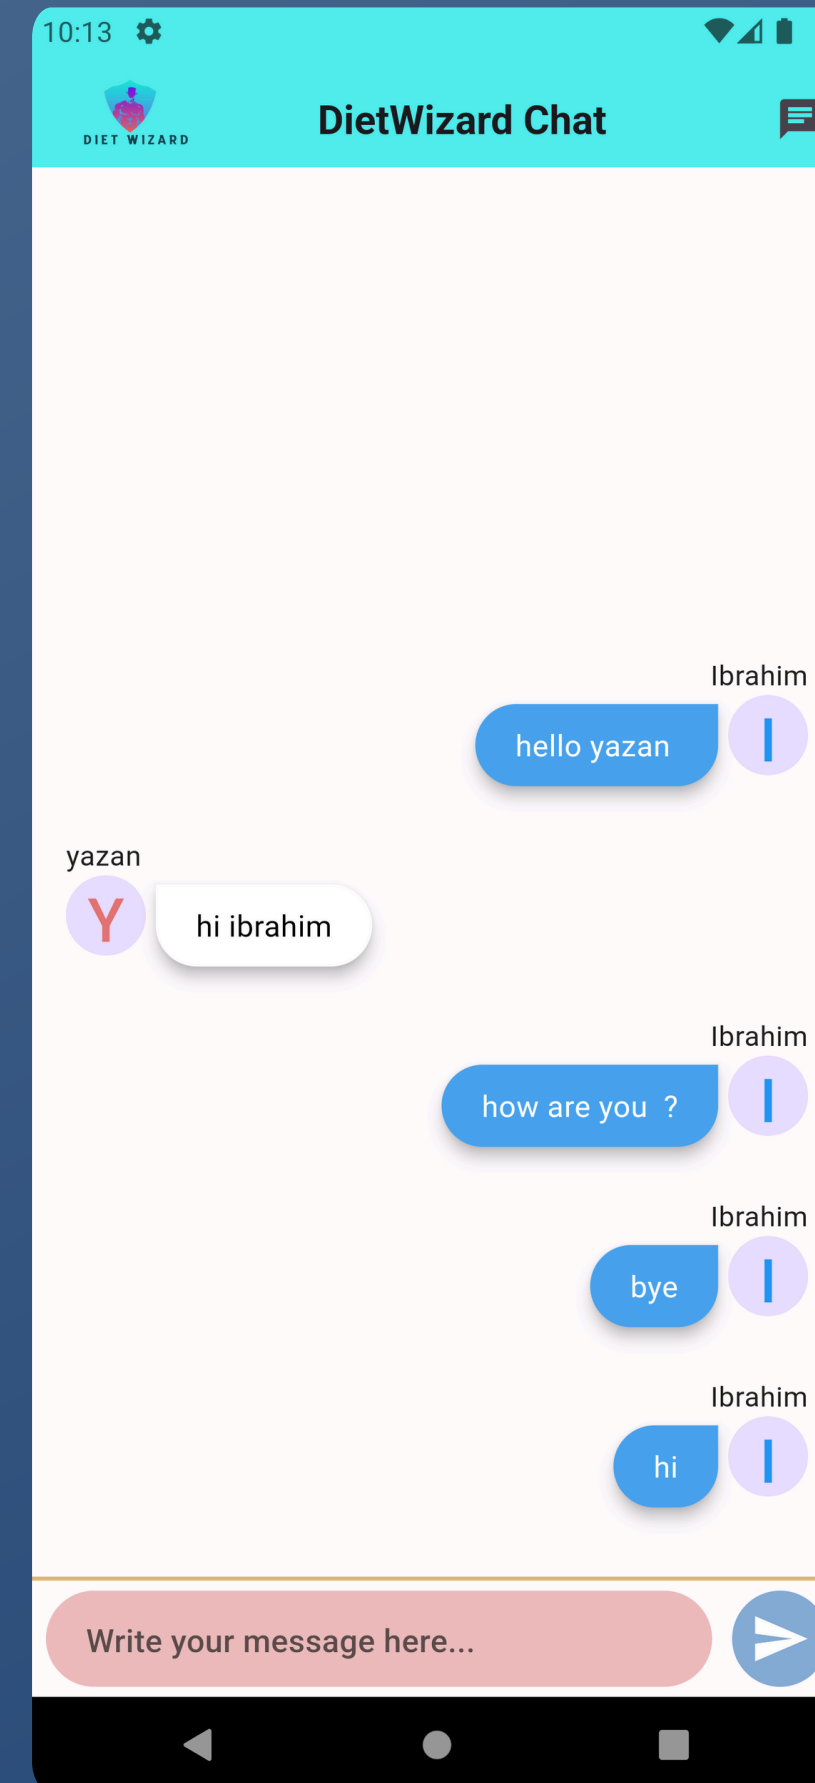 10:13
DIET WIZARD
DietWizard Chat
Ibrahim
hello yazan
I
yazan
Y
hi ibrahim
Ibrahim
how are you  ?
I
Ibrahim
bye
I
Ibrahim
hi
I
Write your message here...